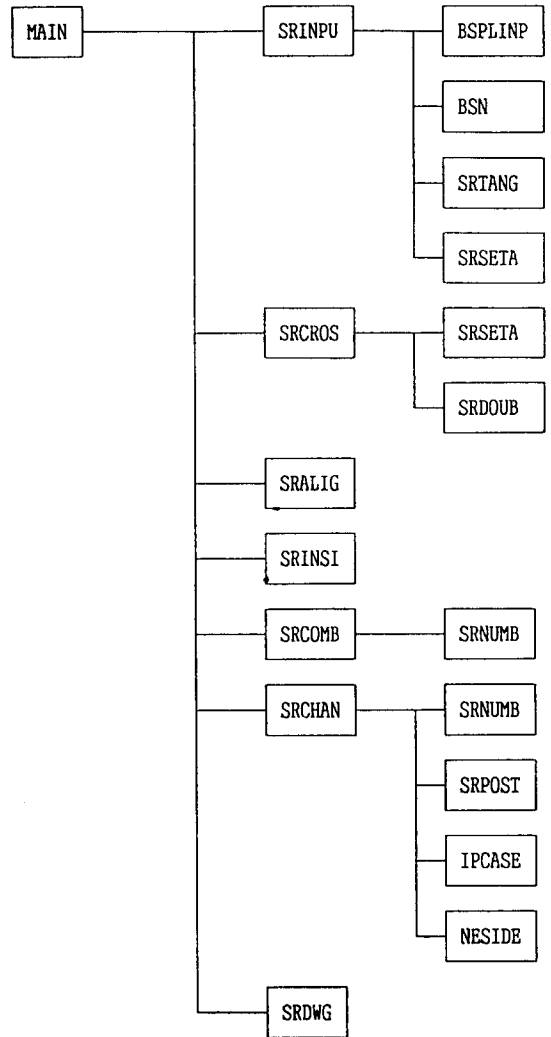 MAIN
SRINPU
BSPLINP
BSN
SRTANG
SRSETA
SRCROS
SRSETA
SRDOUB
SRALIG
SRINSI
SRCOMB
SRNUMB
SRCHAN
SRNUMB
SRPOST
IPCASE
NESIDE
SRDWG